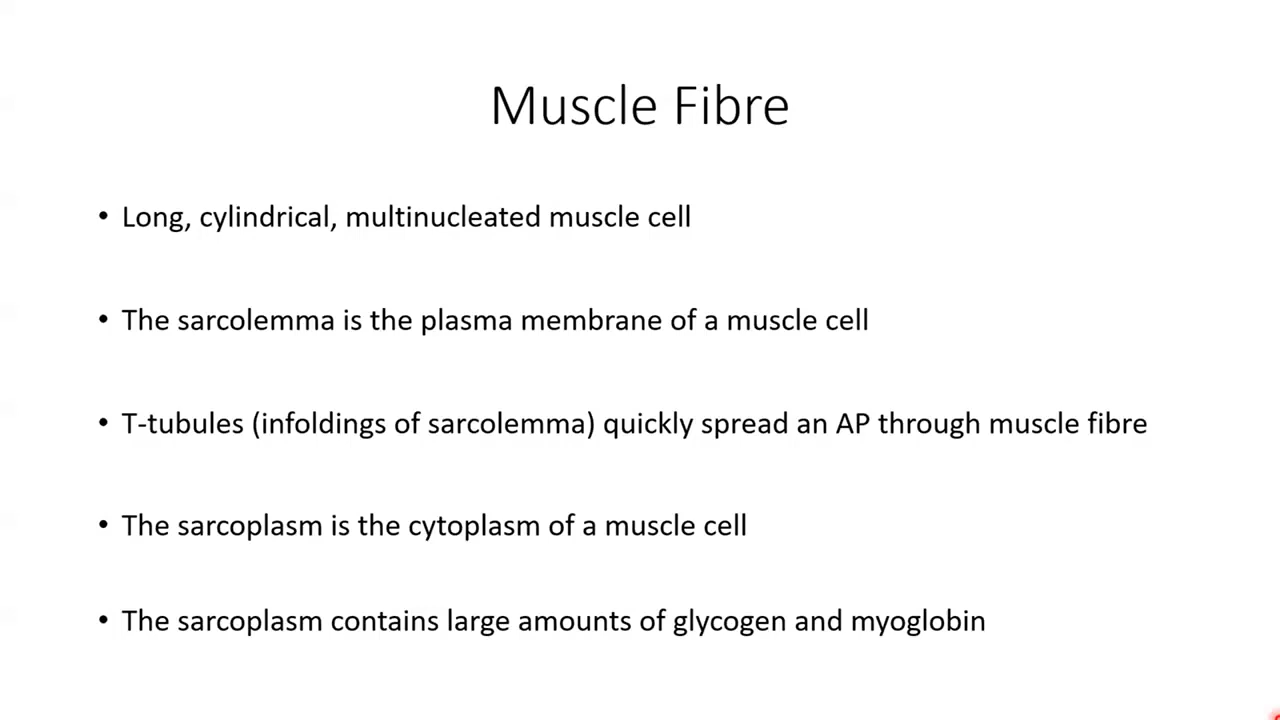 Muscle Fibre
• Long, cylindrical, multinucleated muscle cell
• The sarcolemma is the plasma membrane of a muscle cell
• T-tubules (infoldings of sarcolemma) quickly spread an AP through muscle fibre
• The sarcoplasm is the cytoplasm of a muscle cell
• The sarcoplasm contains large amounts of glycogen and myoglobin